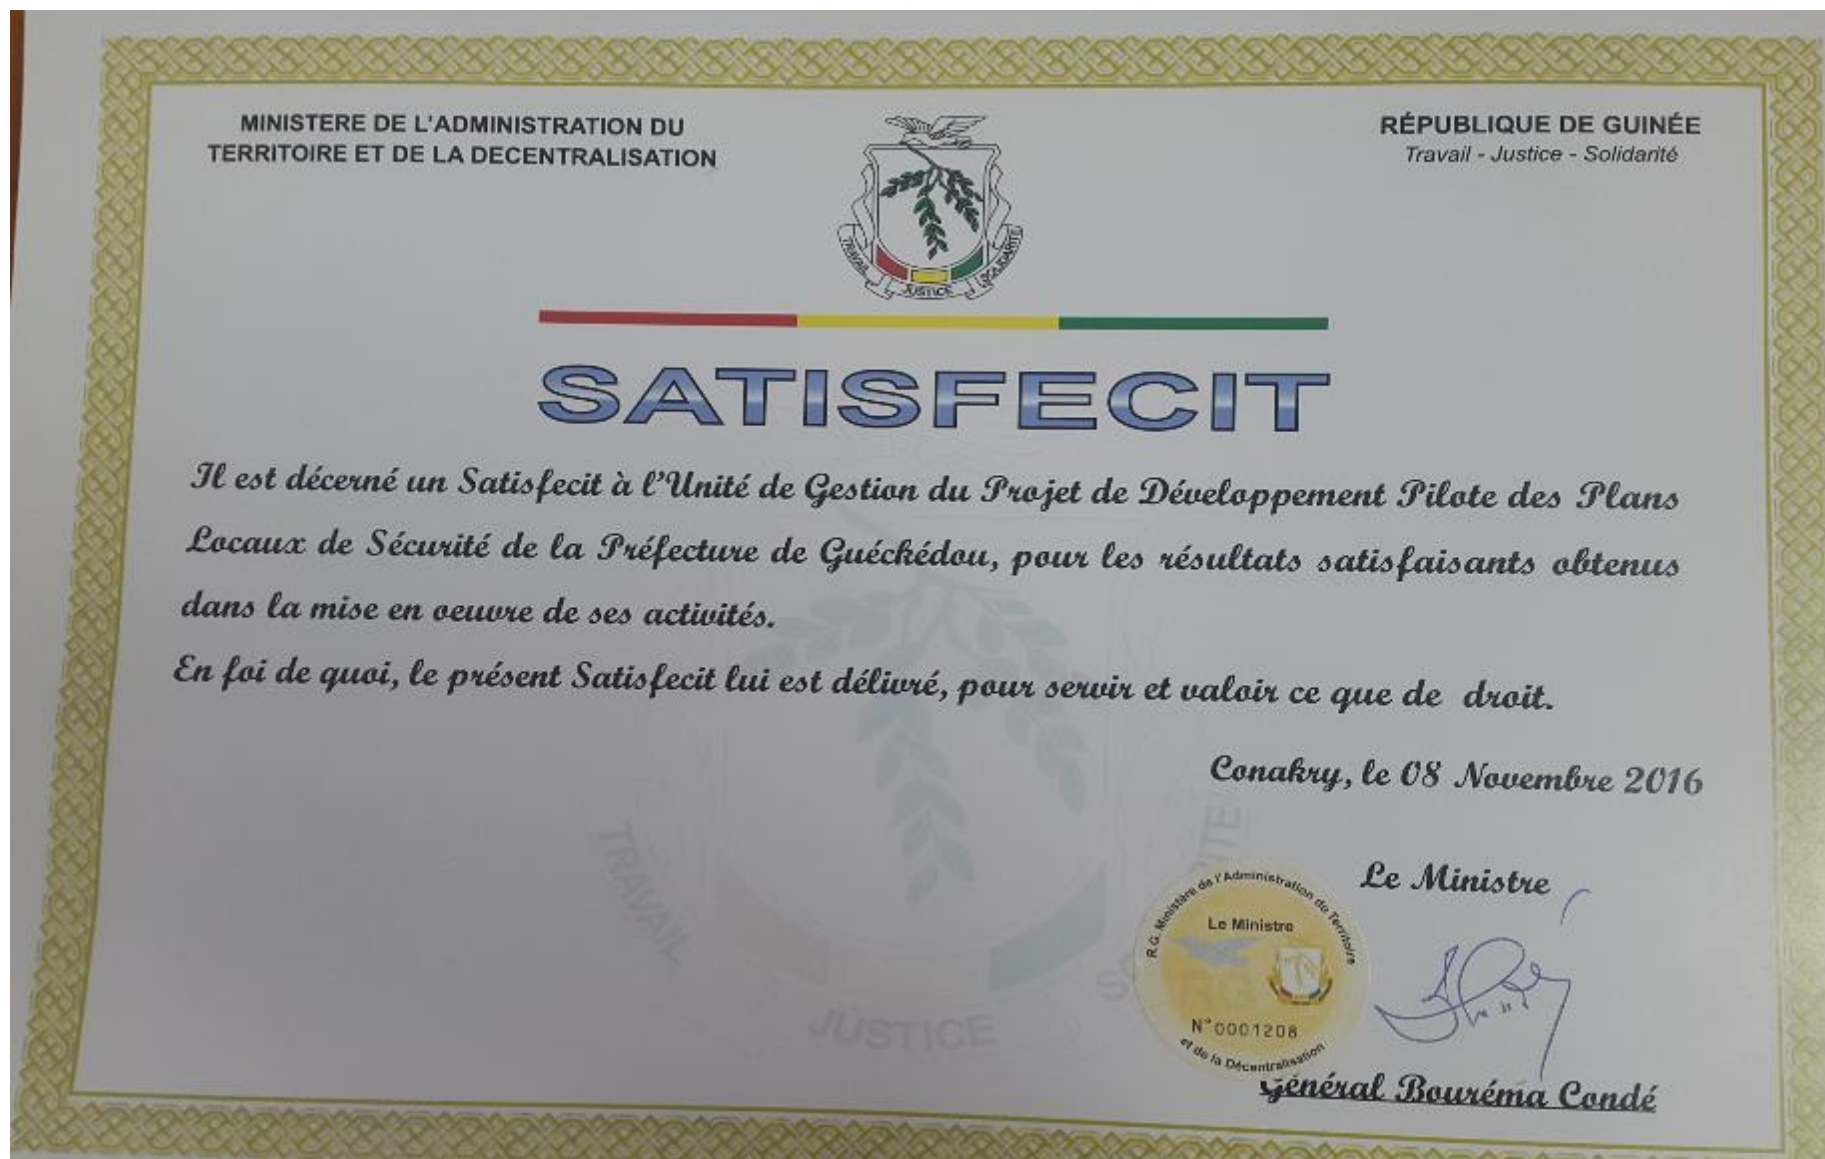 MINISTERE DE L'ADMINISTRATION DU
TERRITOIRE ET DE LA DECENTRALISATION
RÉPUBLIQUE DE GUINÉE
Travail - Justice - Solidarité
TRAVAIL
JUSTICE
SOLIDARITE
SATISFECIT
Il est décerné un Satisfecit à l'Unité de Gestion du Projet de Développement Pilote des Plans
Locaux de Sécurité de la Préfecture de Guéckédou, pour les résultats satisfaisants obtenus
dans la mise en oeuvre de ses activités.
En foi de quoi, le présent Satisfecit lui est délivré, pour servir et valoir ce que de droit.
Conakry, le 08 Novembre 2016
TRAVAIL
JUSTICE
Le Ministre
R.G. Ministère de l'Administration du Territoire
Le Ministre
RG
N°0001208
et de la Décentralisation
Général Bouréma Condé